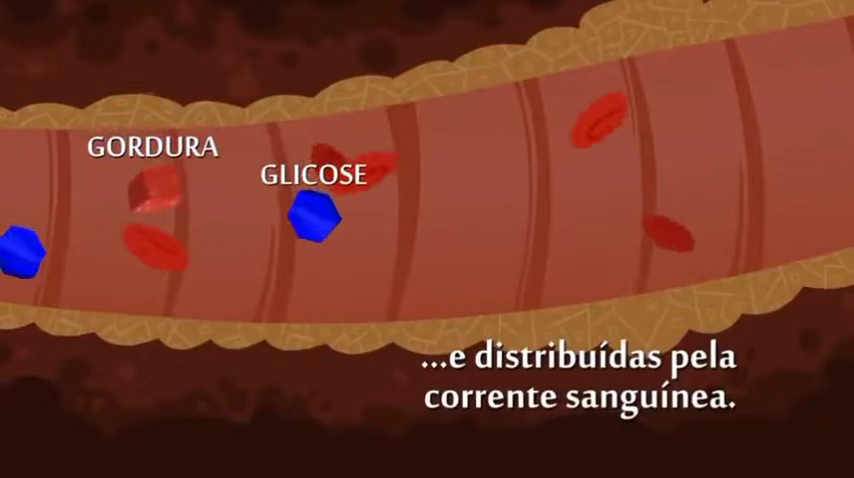 GORDURA
GLICOSE
...e distribuídas pela
corrente sanguínea.